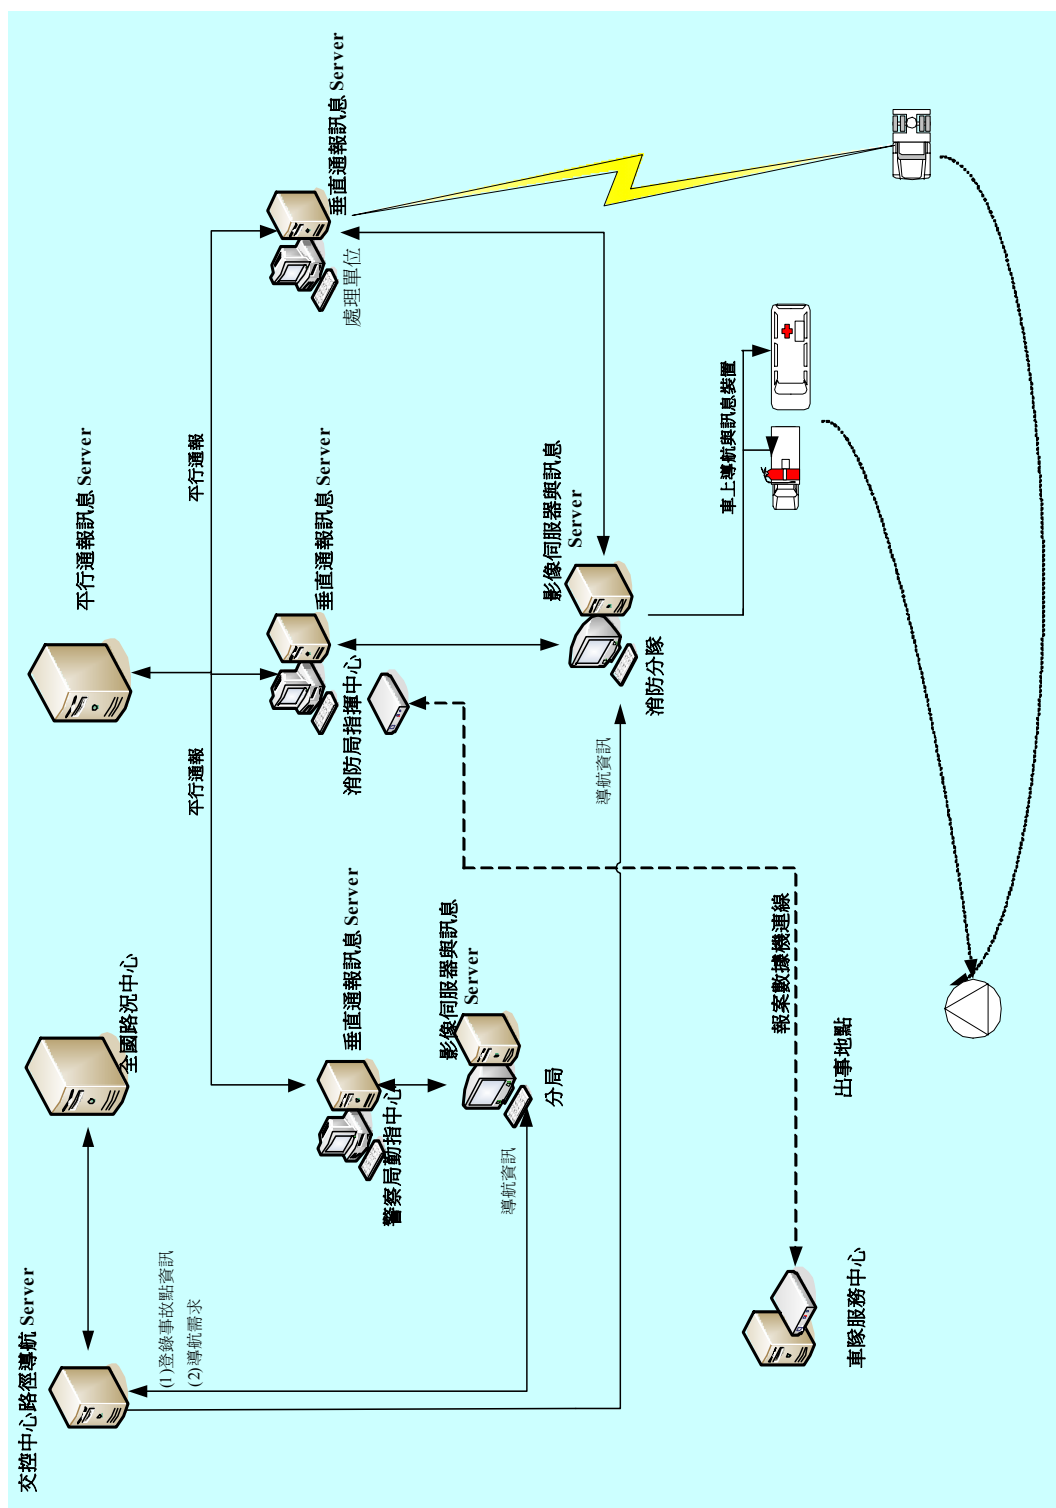 交控中心路徑導航 Server
全國路況中心
平行通報訊息 Server
(1)登錄事故點資訊
(2)導航需求
平行通報
平行通報
垂直通報訊息 Server
警察局勤指中心
垂直通報訊息 Server
消防局指揮中心
垂直通報訊息 Server
處理單位
影像伺服器與訊息
Server
分局
導航資訊
影像伺服器與訊息
Server
消防分隊
導航資訊
車上導航與訊息裝置
報案數據機連線
出事地點
車隊服務中心